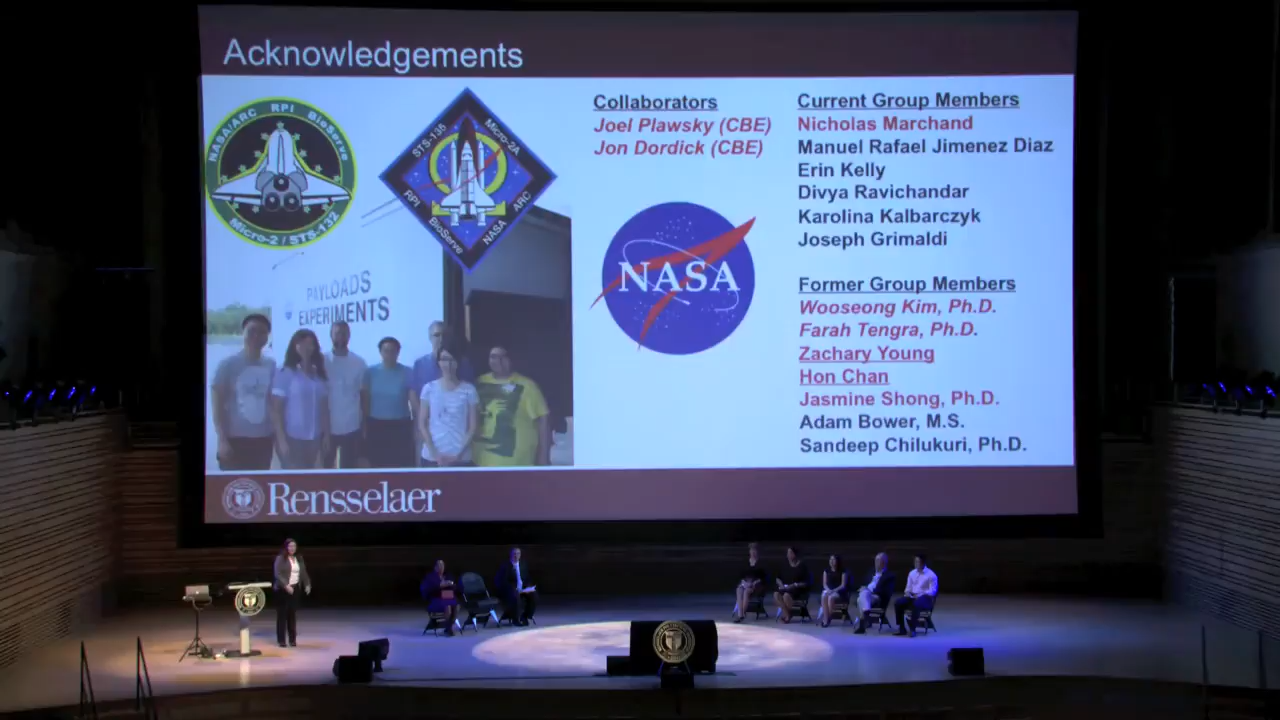 Acknowledgements
NASA/ARC RPI BioServe
Micro-2 / STS-132
STS-135
Micro-2A
RPI
BioServe
NASA
ARC
PAYLOADS
EXPERIMENTS
Collaborators
Joel Plawsky (CBE)
Jon Dordick (CBE)
NASA
Current Group Members
Nicholas Marchand
Manuel Rafael Jimenez Diaz
Erin Kelly
Divya Ravichandar
Karolina Kalbarczyk
Joseph Grimaldi
Former Group Members
Wooseong Kim, Ph.D.
Farah Tengra, Ph.D.
Zachary Young
Hon Chan
Jasmine Shong, Ph.D.
Adam Bower, M.S.
Sandeep Chilukuri, Ph.D.
Rensselaer